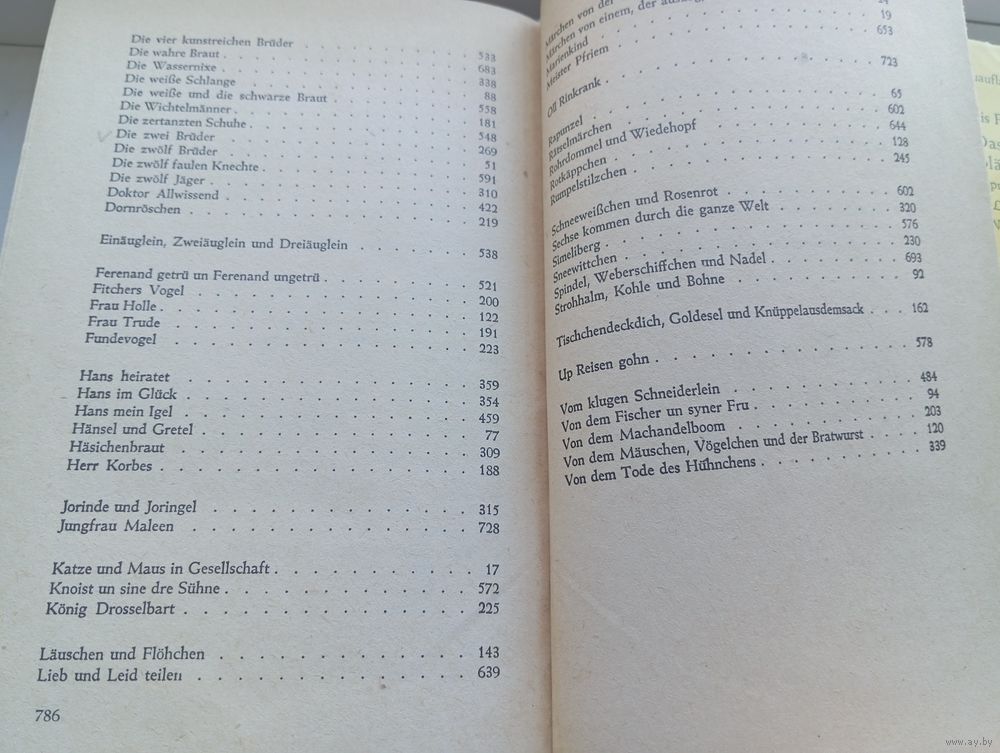 Die vier kunstreichen Brüder . . . . . 533
Die wahre Braut . . . . . 683
Die Wassernixe . . . . . 338
Die weiße Schlange . . . . . 88
Die weiße und die schwarze Braut . . . . . 558
Die Wichtelmänner . . . . . 181
Die zertanzten Schuhe . . . . . 548
Die zwei Brüder . . . . . 269
Die zwölf Brüder . . . . . 51
Die zwölf faulen Knechte . . . . . 591
Die zwölf Jäger . . . . . 310
Doktor Allwissend . . . . . 422
Dornröschen . . . . . 219
Einäuglein, Zweiäuglein und Dreiäuglein . . . . . 538
Ferenand getrü un Ferenand ungetrü . . . . . 521
Fitchers Vogel . . . . . 200
Frau Holle . . . . . 122
Frau Trude . . . . . 191
Fundevogel . . . . . 223
Hans heiratet . . . . . 359
Hans im Glück . . . . . 354
Hans mein Igel . . . . . 459
Hänsel und Gretel . . . . . 77
Häsichenbraut . . . . . 309
Herr Korbes . . . . . 188
Jorinde und Joringel . . . . . 315
Jungfrau Maleen . . . . . 728
Katze und Maus in Gesellschaft . . . . . 17
Knoist un sine dre Sühne . . . . . 572
König Drosselbart . . . . . 225
Läuschen und Flöhchen . . . . . 143
Lieb und Leid teilen . . . . . 639
786
Märchen von der
Märchen von einem, der 24
Marienkind . . . . . 19
Meister Pfriem . . . . . 653
Oll Rinkrank . . . . . 723
Rapunzel . . . . . 65
Rätselmärchen . . . . . 602
Rohrdommel und Wiedehopf . . . . . 644
Rotkäppchen . . . . . 128
Rumpelstilzchen . . . . . 245
Schneeweißchen und Rosenrot . . . . . 602
Sechse kommen durch die ganze Welt . . . . . 320
Simeliberg . . . . . 576
Sneewittchen . . . . . 230
Spindel, Weberschiffchen und Nadel . . . . . 693
Strohhalm, Kohle und Bohne . . . . . 92
Tischchendeckdich, Goldesel und Knüppelausdemsack . . . 162
Up Reisen gohn . . . . . 578
Vom klugen Schneiderlein . . . . . 484
Von dem Fischer un syner Fru . . . . . 94
Von dem Machandelboom . . . . . 203
Von dem Mäuschen, Vögelchen und der Bratwurst . . . . . 120
Von dem Tode des Hühnchens . . . . . 339
www.ay.by